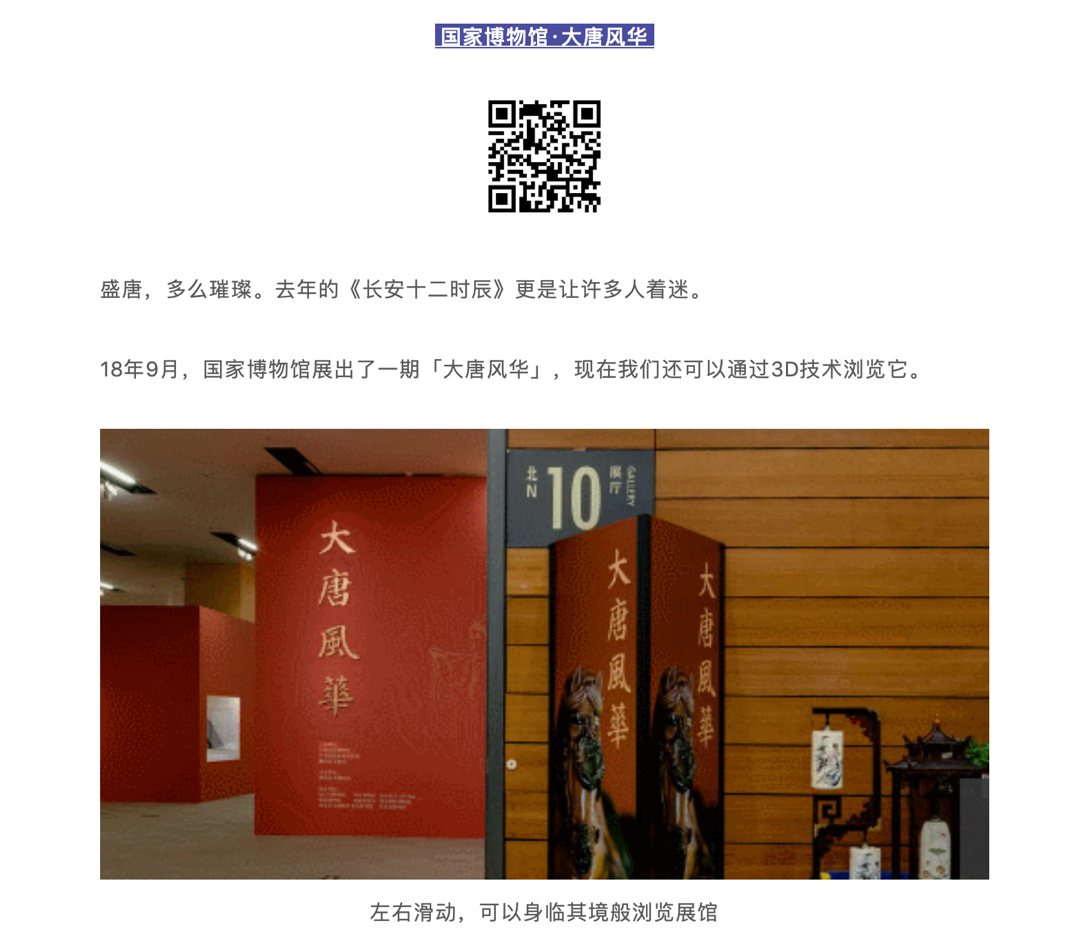 国家博物馆·大唐风华
盛唐，多么璀璨。去年的《长安十二时辰》更是让许多人着迷。
18年9月，国家博物馆展出了一期「大唐风华」，现在我们还可以通过3D技术浏览它。
大唐風華
北
N
10
展厅
GALLERY
大唐風華
大唐風華
左右滑动，可以身临其境般浏览展馆